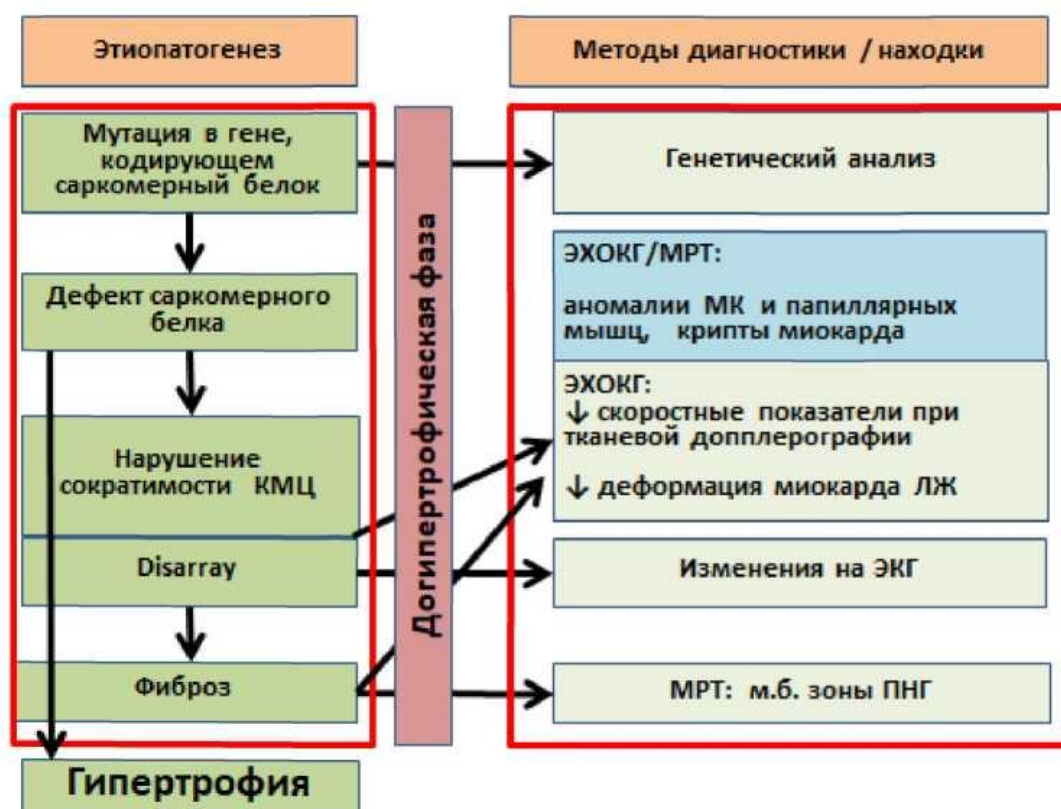 Этиопатогенез
Методы диагностики / находки
Мутация в гене,
кодирующем
саркомерный белок
Дефект саркомерного
белка
Нарушение
сократимости КМЦ
Disarray
Фиброз
Гипертрофия
Догипертрофическая фаза
Генетический анализ
ЭХОКГ/МРТ:
аномалии МК и папиллярных
мышц, крипты миокарда
ЭХОКГ:
↓ скоростные показатели при
тканевой допплерографии
↓ деформация миокарда ЛЖ
Изменения на ЭКГ
МРТ: м.б. зоны ПНГ